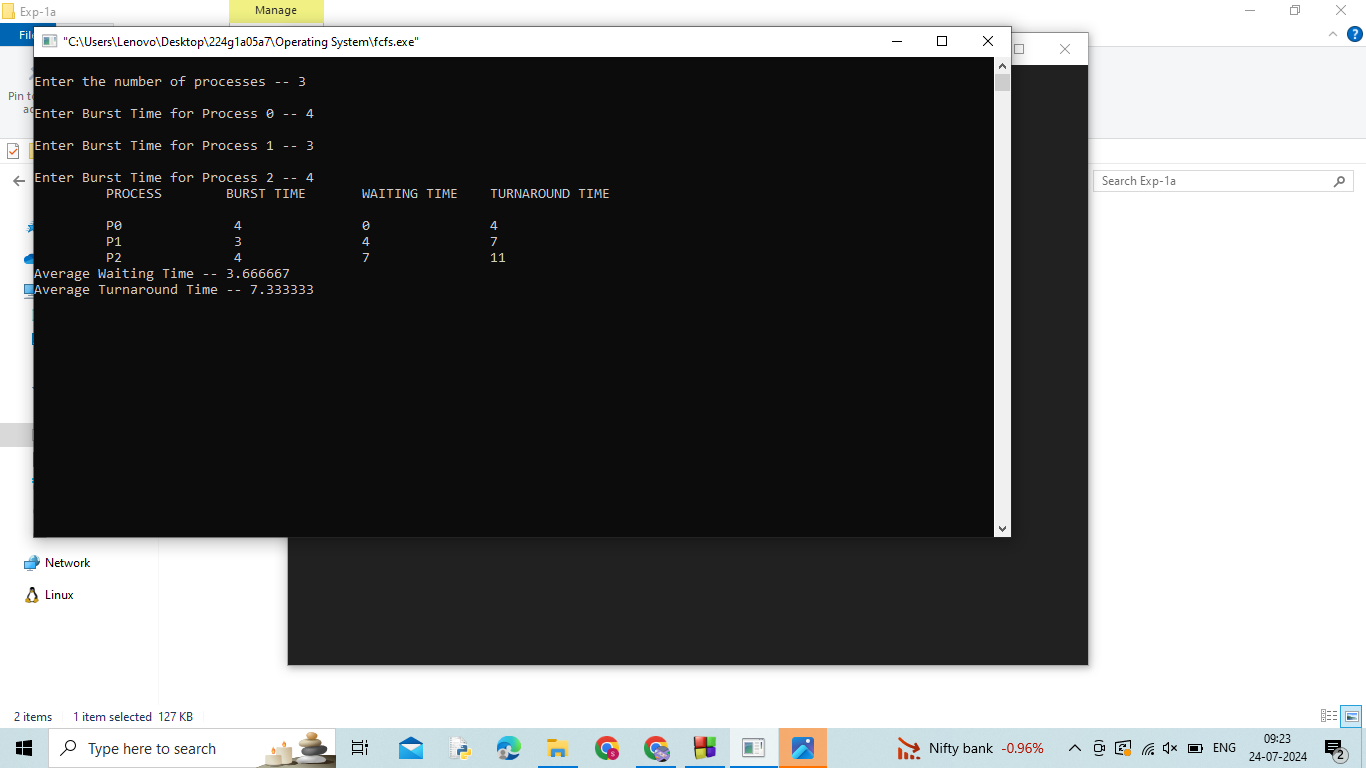 Exp-1a
Manage
File
"C:\Users\Lenovo\Desktop\224g1a05a7\Operating System\fcfs.exe"
Enter the number of processes -- 3
Pin to
Enter Burst Time for Process 0 -- 4
Enter Burst Time for Process 1 -- 3
Enter Burst Time for Process 2 -- 4
Search Exp-1a
PROCESS BURST TIME WAITING TIME TURNAROUND TIME
P0 4 0 4
P1 3 4 7
P2 4 7 11
Average Waiting Time -- 3.666667
Average Turnaround Time -- 7.333333
Network
Linux
2 items 1 item selected 127 KB
Type here to search
Nifty bank -0.96%
ENG
09:23
24-07-2024
2